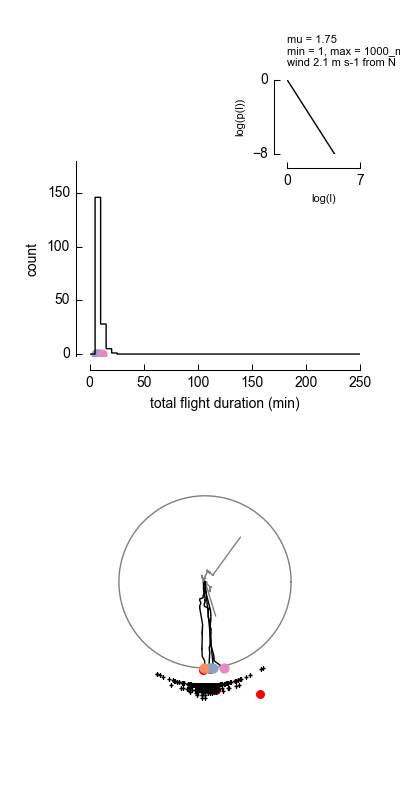 mu = 1.75
min = 1, max = 1000_m
wind 2.1 m s-1 from N
0
−8
log(p(l))
0 7
log(l)
150
100
50
0
count
0 50 100 150 200 250
total flight duration (min)